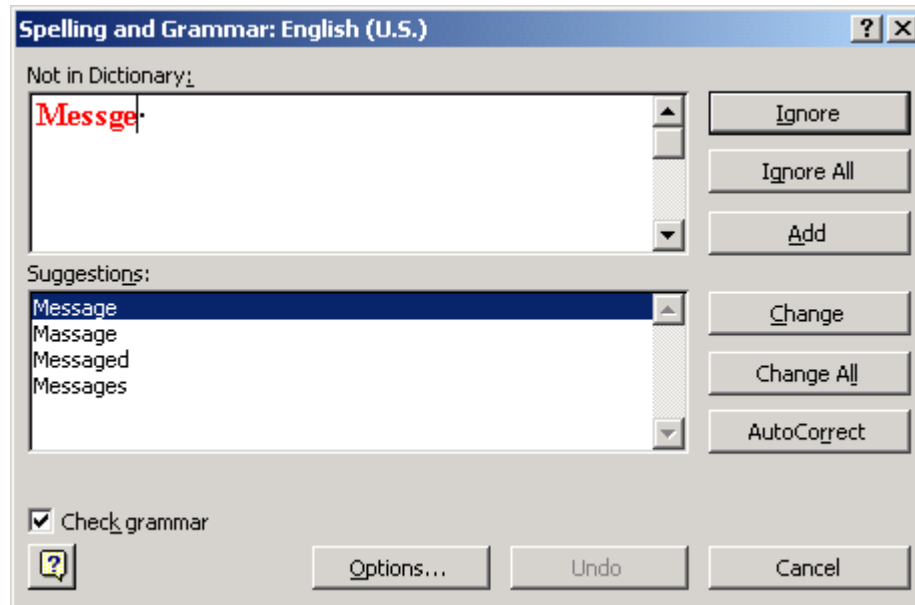 Spelling and Grammar: English (U.S.)
Not in Dictionary:
Messge
Ignore
Ignore All
Add
Suggestions:
Message
Massage
Messaged
Messages
Change
Change All
AutoCorrect
Check grammar
Options...
Undo
Cancel